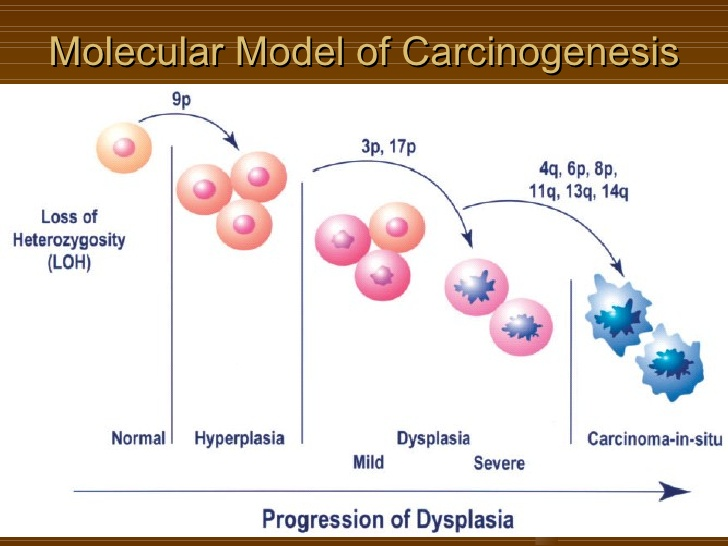 Molecular Model of Carcinogenesis
9p
3p, 17p
4q, 6p, 8p,
11q, 13q, 14q
Loss of
Heterozygosity
(LOH)
Normal
Hyperplasia
Dysplasia
Carcinoma-in-situ
Mild
Severe
Progression of Dysplasia